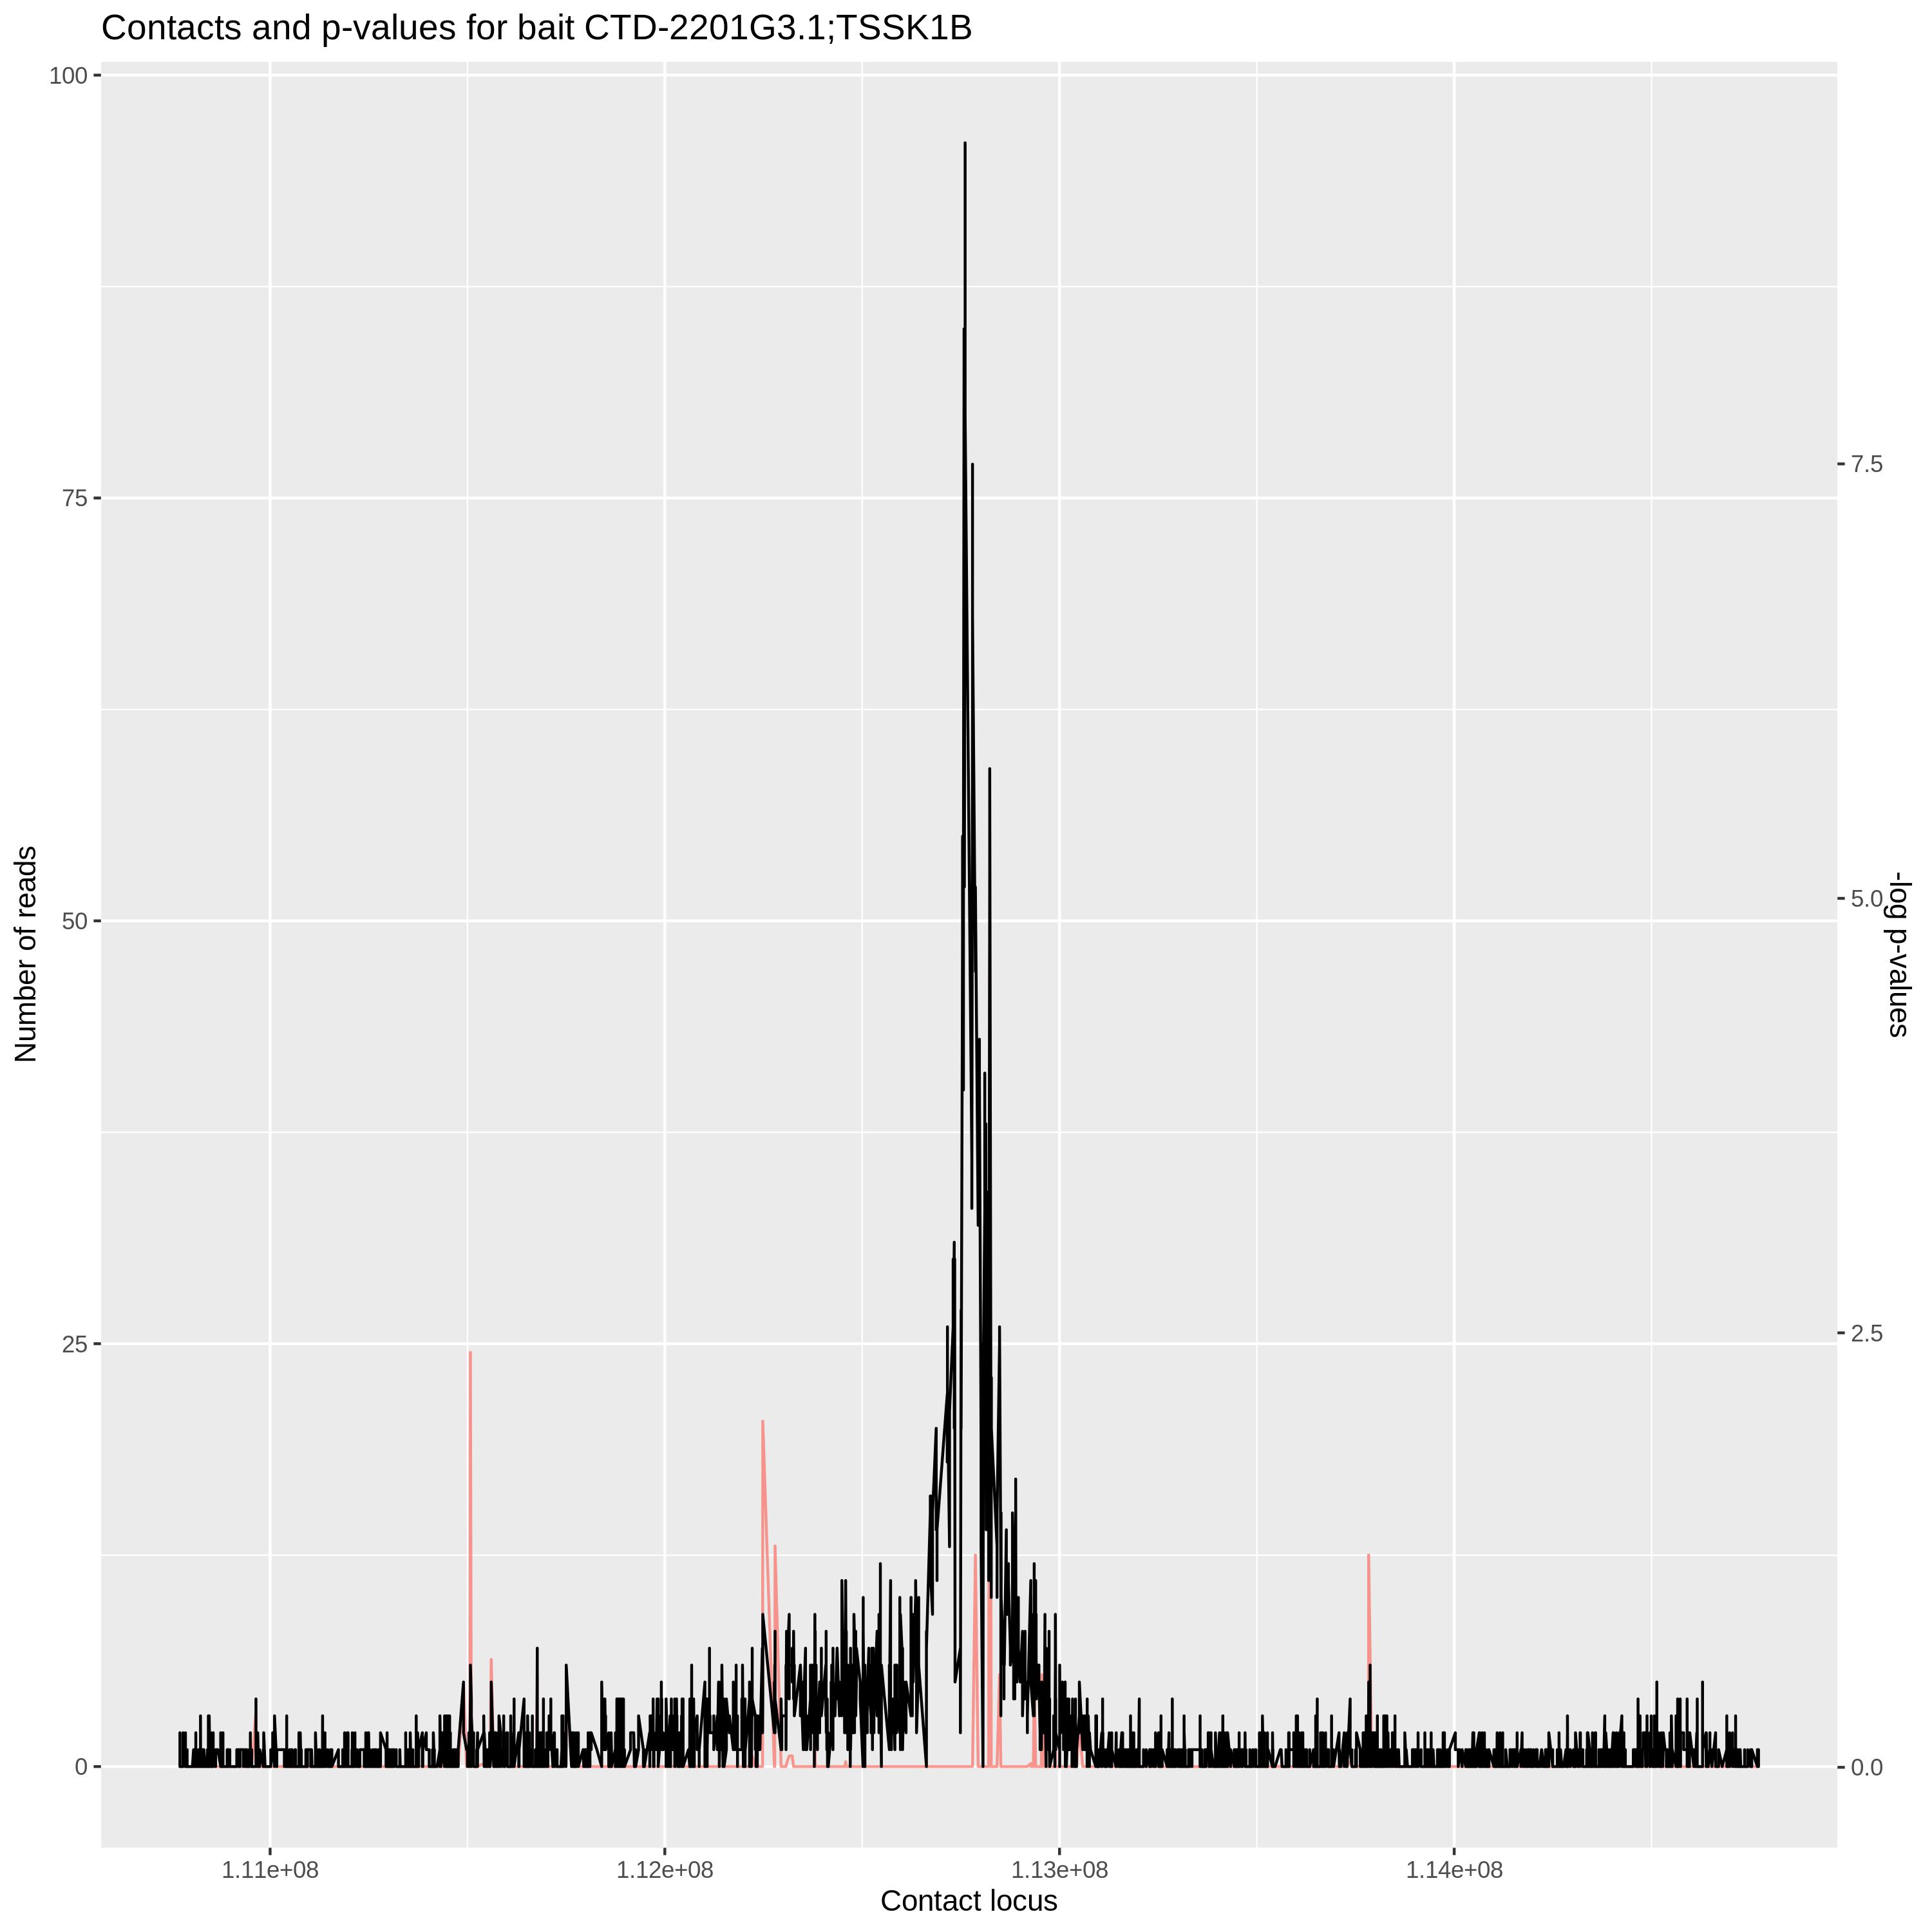 Contacts and p-values for bait CTD-2201G3.1;TSSK1B
100
75
50
25
0
Number of reads
7.5
5.0
2.5
0.0
-log p-values
1.11e+08
1.12e+08
1.13e+08
1.14e+08
Contact locus